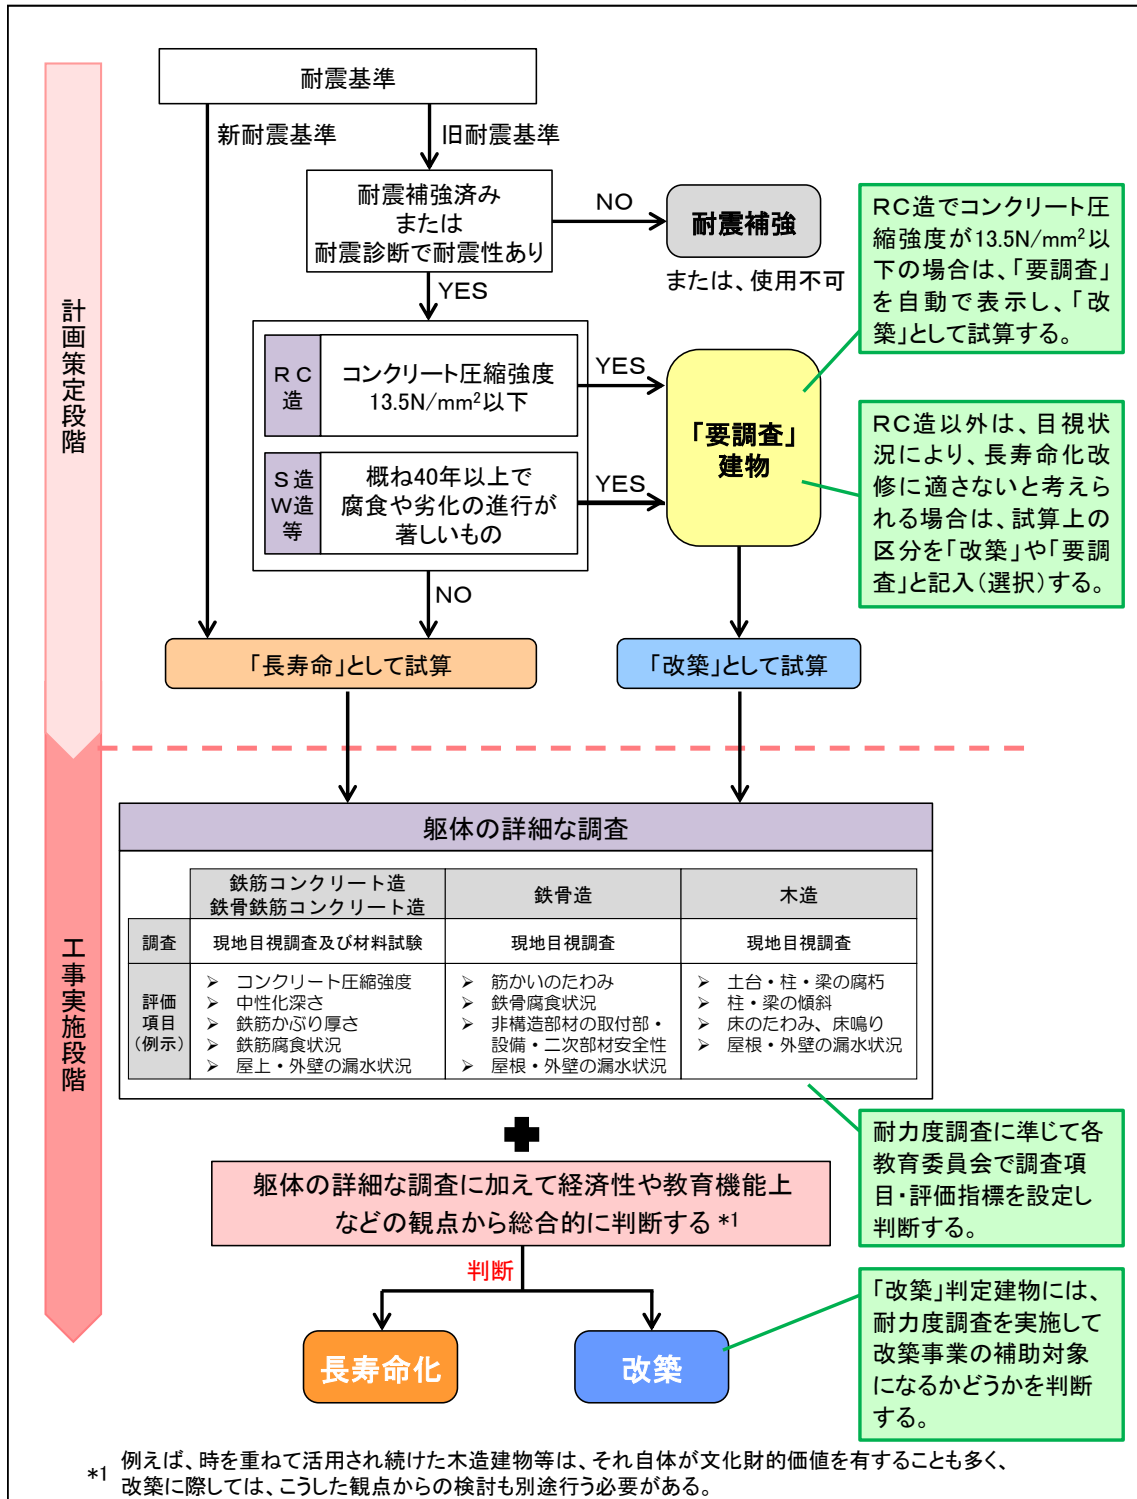 耐震基準
新耐震基準
旧耐震基準
耐震補強済み
または
耐震診断で耐震性あり
NO
耐震補強
または、使用不可
YES
RC造でコンクリート圧
縮強度が13.5N/mm²以
下の場合は、「要調査」
を自動で表示し、「改
築」として試算する。
計画策定段階
RC
造
コンクリート圧縮強度
13.5N/mm²以下
YES
「要調査」
建物
S造
W造
等
概ね40年以上で
腐食や劣化の進行が
著しいもの
YES
RC造以外は、目視状
況により、長寿命化改
修に適さないと考えら
れる場合は、試算上の
区分を「改築」や「要調
査」と記入(選択)する。
NO
「長寿命」として試算
「改築」として試算
工事実施段階
躯体の詳細な調査
鉄筋コンクリート造
鉄骨鉄筋コンクリート造
鉄骨造
木造
調査
現地目視調査及び材料試験
現地目視調査
現地目視調査
評価
項目
(例示)
➢ コンクリート圧縮強度
➢ 中性化深さ
➢ 鉄筋かぶり厚さ
➢ 鉄筋腐食状況
➢ 屋上・外壁の漏水状況
➢ 筋かいのたわみ
➢ 鉄骨腐食状況
➢ 非構造部材の取付部・
設備・二次部材安全性
➢ 屋根・外壁の漏水状況
➢ 土台・柱・梁の腐朽
➢ 柱・梁の傾斜
➢ 床のたわみ、床鳴り
➢ 屋根・外壁の漏水状況
耐力度調査に準じて各
教育委員会で調査項
目・評価指標を設定し
判断する。
躯体の詳細な調査に加えて経済性や教育機能上
などの観点から総合的に判断する *1
判断
長寿命化
改築
「改築」判定建物には、
耐力度調査を実施して
改築事業の補助対象
になるかどうかを判断
する。
*1 例えば、時を重ねて活用され続けた木造建物等は、それ自体が文化財的価値を有することも多く、
改築に際しては、こうした観点からの検討も別途行う必要がある。